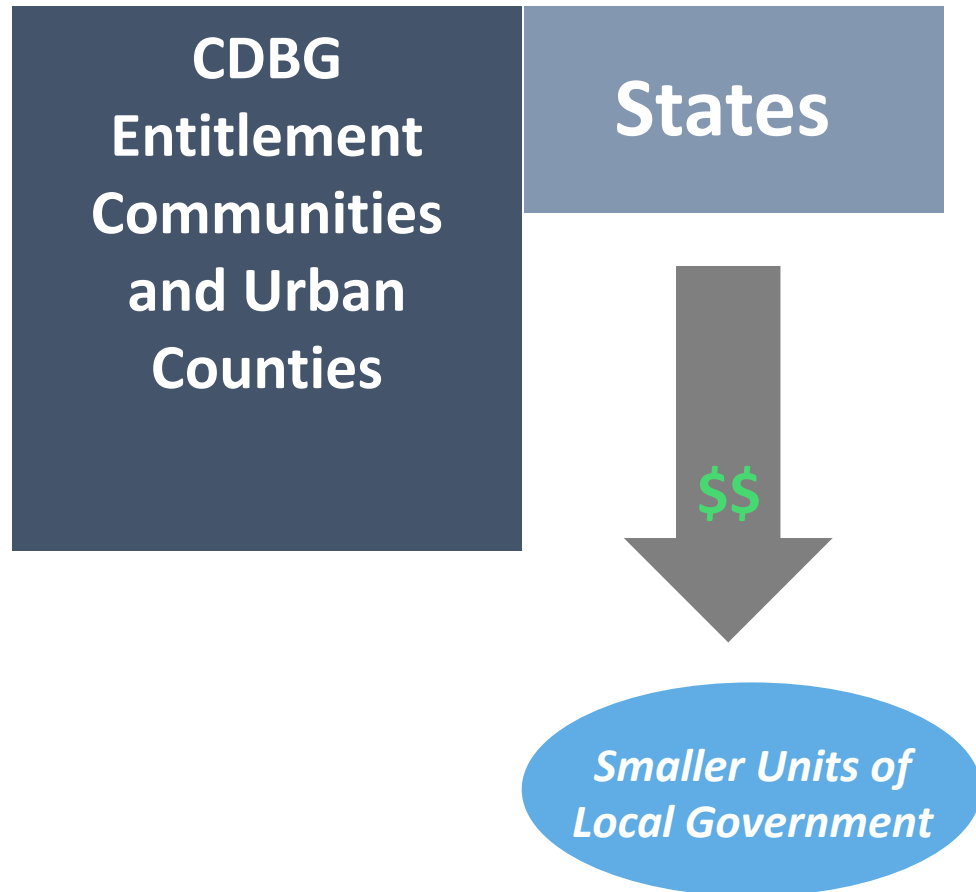 CDBG
Entitlement
Communities
and Urban
Counties
States
$$
Smaller Units of
Local Government